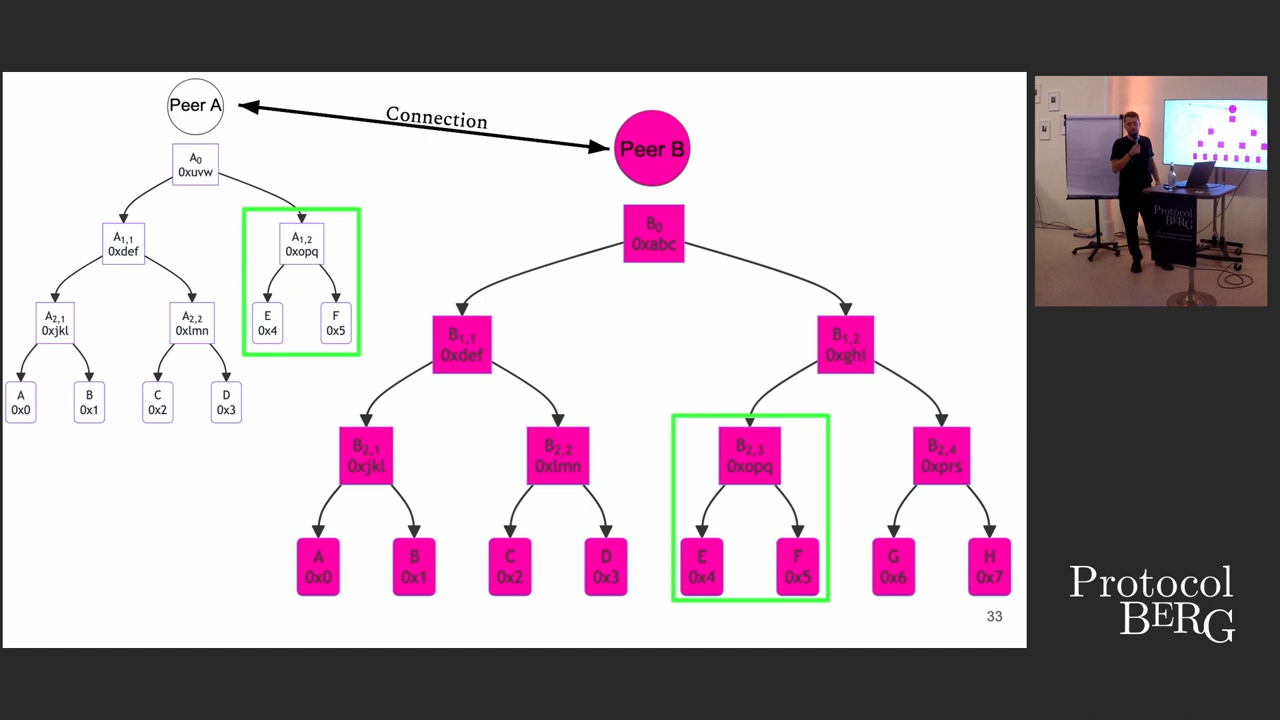 Peer A
Connection
Peer B
A0
0xuvw
A1,1
0xdef
A1,2
0xopq
A2,1
0xjkl
A2,2
0xlmn
E
0x4
F
0x5
A
0x0
B
0x1
C
0x2
D
0x3
B0
0xabc
B1,1
0xdef
B1,2
0xghi
B2,1
0xjkl
B2,2
0xlmn
B2,3
0xopq
B2,4
0xprs
A
0x0
B
0x1
C
0x2
D
0x3
E
0x4
F
0x5
G
0x6
H
0x7
33
Protocol
BERG
Protocol
BERG